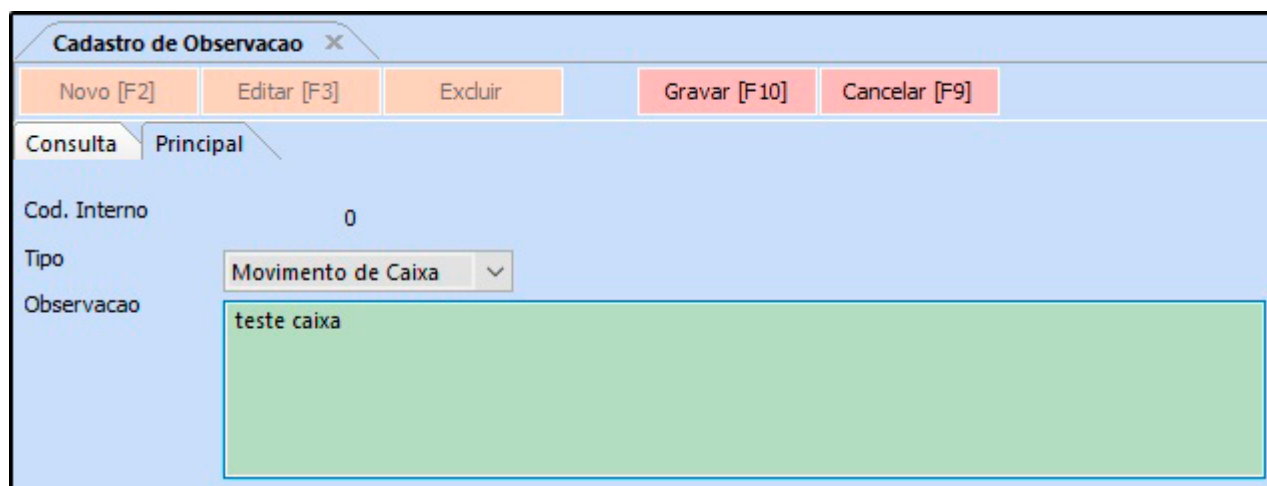 Cadastro de Observacao
Novo [F2] Editar [F3] Excluir Gravar [F10] Cancelar [F9]
Consulta Principal
Cod. Interno 0
Tipo Movimento de Caixa
Observacao teste caixa